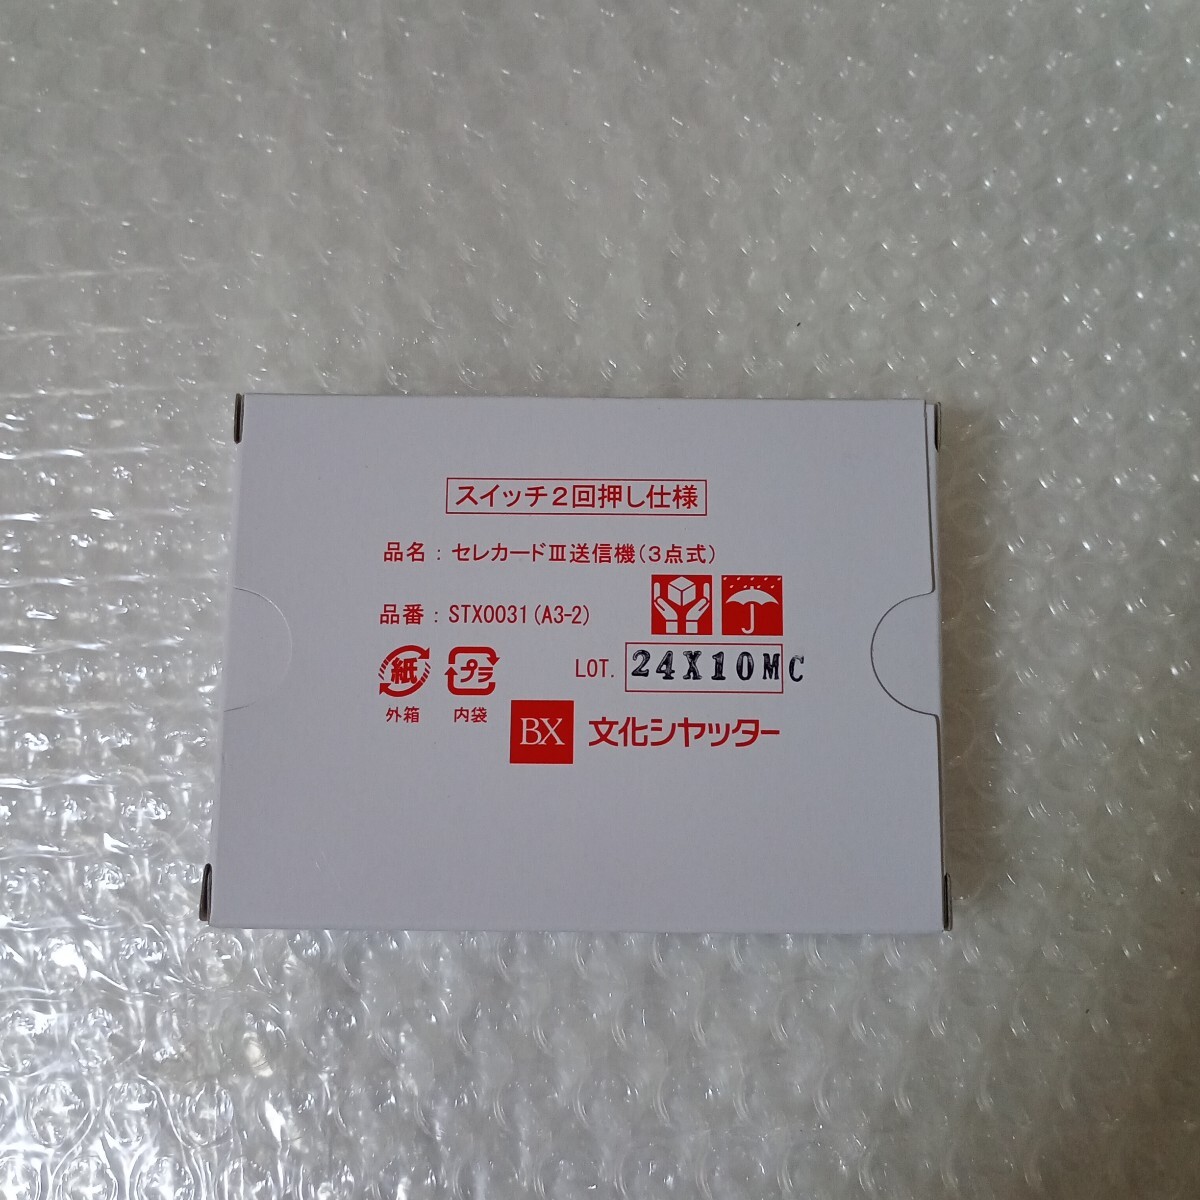 スイッチ２回押し仕様
品名：セレカードⅢ送信機(３点式)
品番：STX0031(A3-2)
紙 プラ LOT. 24X10MC
外箱 内袋
BX 文化シヤッター